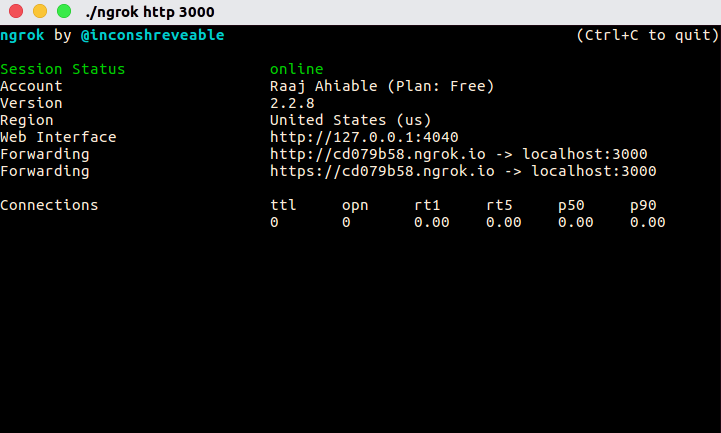 ./ngrok http 3000
ngrok by @inconshreveable (Ctrl+C to quit)
Session Status online
Account Raaj Ahiable (Plan: Free)
Version 2.2.8
Region United States (us)
Web Interface http://127.0.0.1:4040
Forwarding http://cd079b58.ngrok.io -> localhost:3000
Forwarding https://cd079b58.ngrok.io -> localhost:3000
Connections ttl opn rt1 rt5 p50 p90
0 0 0.00 0.00 0.00 0.00